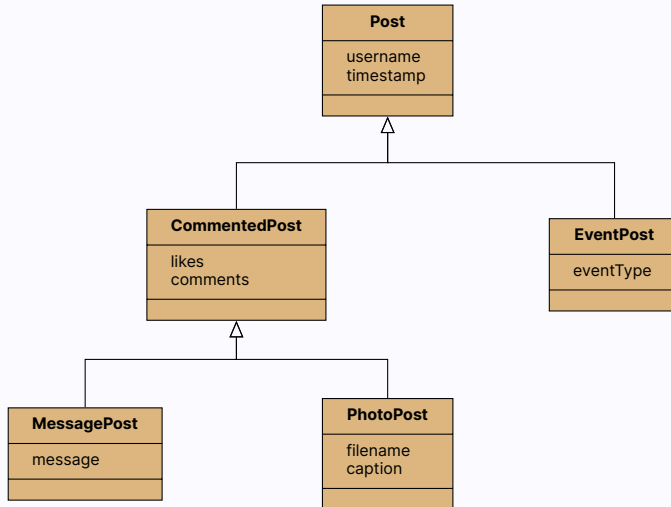 Post
username
timestamp
CommentedPost
likes
comments
EventPost
eventType
MessagePost
message
PhotoPost
filename
caption